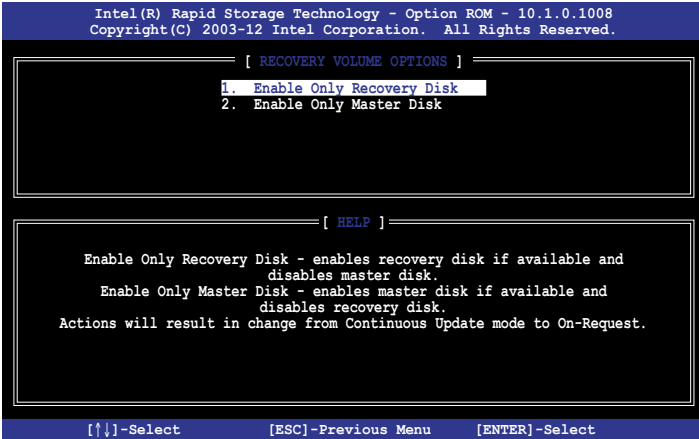 Intel(R) Rapid Storage Technology - Option ROM - 10.1.0.1008
Copyright(C) 2003-12 Intel Corporation. All Rights Reserved.
[ RECOVERY VOLUME OPTIONS ]
1. Enable Only Recovery Disk
2. Enable Only Master Disk
[ HELP ]
Enable Only Recovery Disk - enables recovery disk if available and
disables master disk.
Enable Only Master Disk - enables master disk if available and
disables recovery disk.
Actions will result in change from Continuous Update mode to On-Request.
[↑↓]-Select [ESC]-Previous Menu [ENTER]-Select